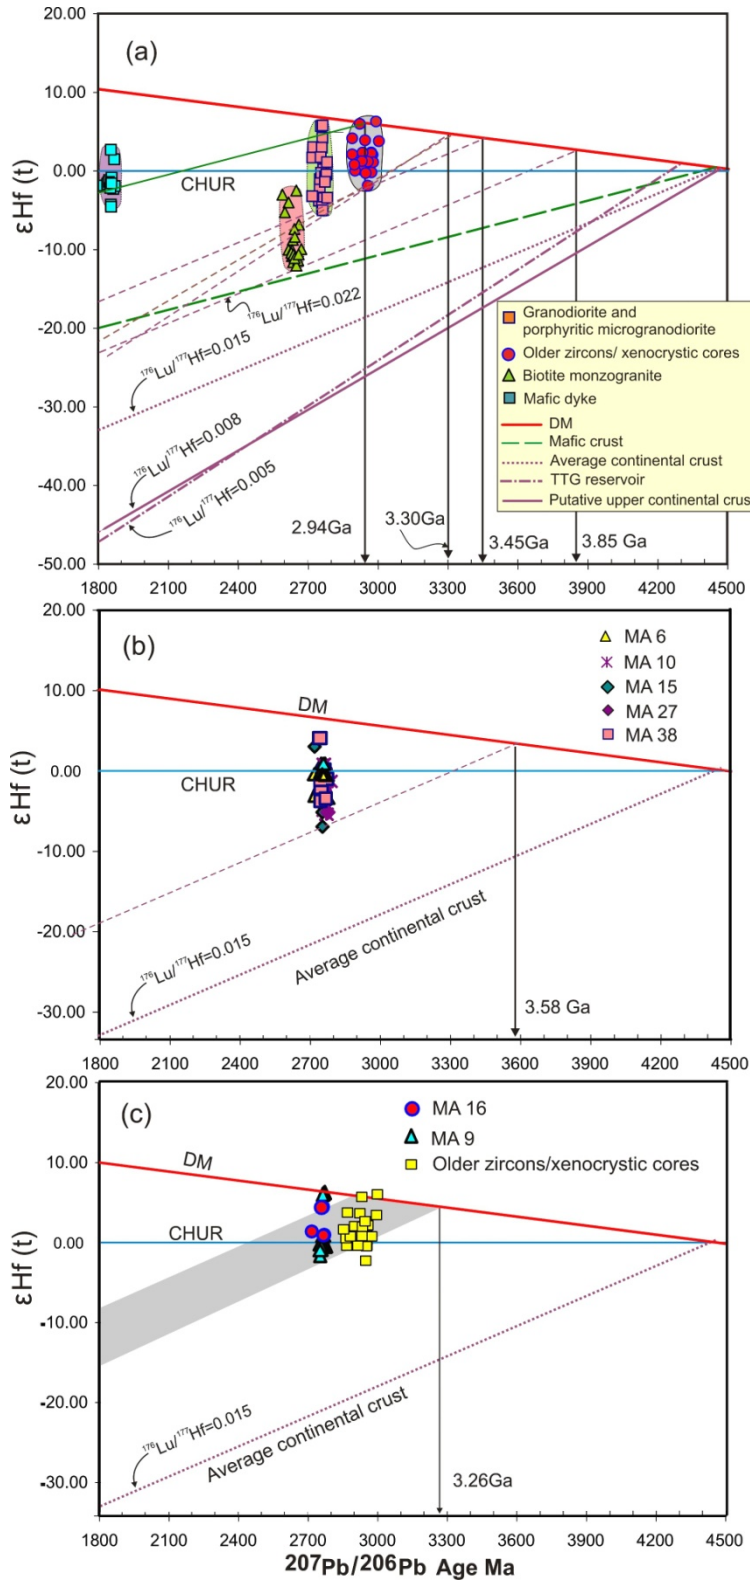 (a)
20.00
10.00
0.00
-10.00
-20.00
-30.00
-40.00
-50.00
εHf (t)
CHUR
176Lu/177Hf=0.022
176Lu/177Hf=0.015
176Lu/177Hf=0.008
176Lu/177Hf=0.005
Granodiorite and
porphyritic microgranodiorite
Older zircons/ xenocrystic cores
Biotite monzogranite
Mafic dyke
DM
Mafic crust
Average continental crust
TTG reservoir
Putative upper continental crus
2.94Ga
3.30Ga
3.45Ga
3.85 Ga
1800 2100 2400 2700 3000 3300 3600 3900 4200 4500
(b)
20.00
10.00
0.00
-10.00
-20.00
-30.00
εHf (t)
MA 6
MA 10
MA 15
MA 27
MA 38
DM
CHUR
176Lu/177Hf=0.015
Average continental crust
3.58 Ga
1800 2100 2400 2700 3000 3300 3600 3900 4200 4500
(c)
20.00
10.00
0.00
-10.00
-20.00
-30.00
εHf (t)
MA 16
MA 9
Older zircons/xenocrystic cores
DM
CHUR
176Lu/177Hf=0.015
Average continental crust
3.26Ga
1800 2100 2400 2700 3000 3300 3600 3900 4200 4500
207Pb/206Pb Age Ma